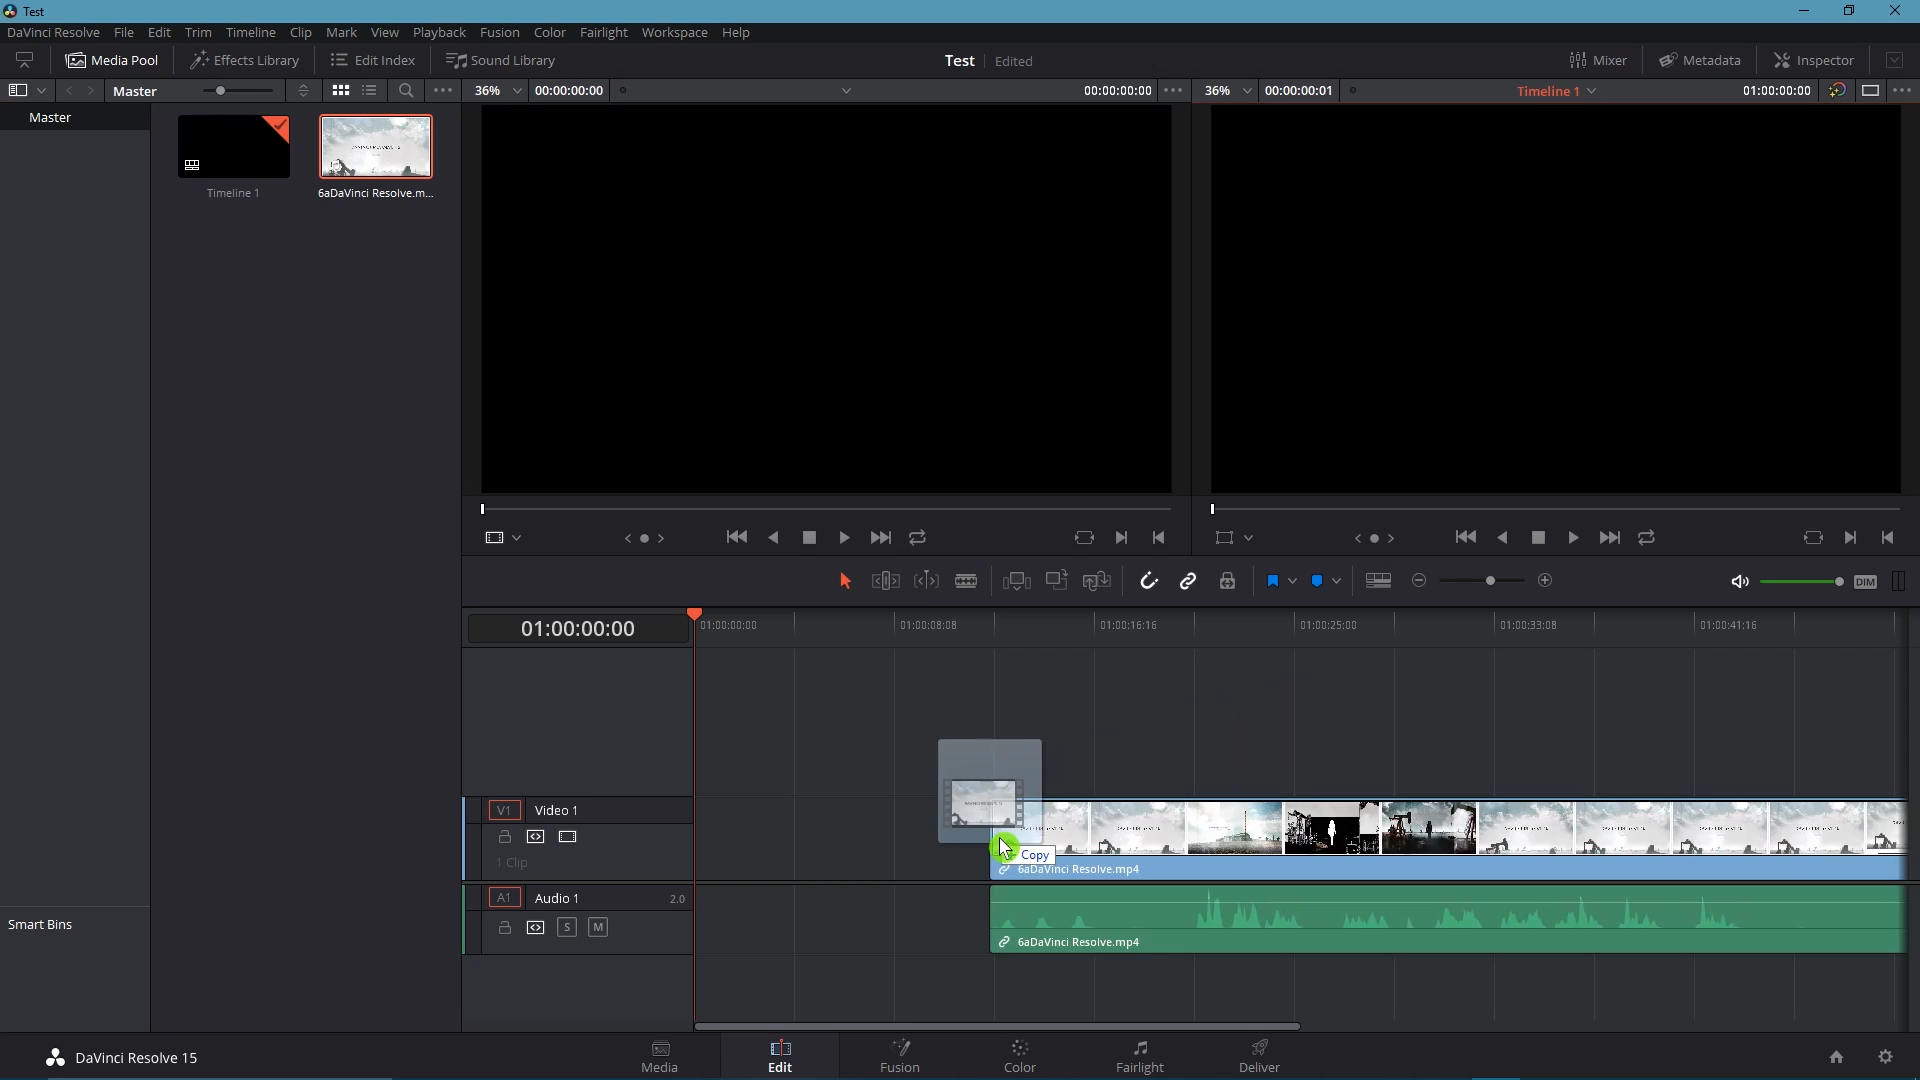 Test
DaVinci Resolve File Edit Trim Timeline Clip Mark View Playback Fusion Color Fairlight Workspace Help
Media Pool Effects Library Edit Index Sound Library Test Edited Mixer Metadata Inspector
Master 36% 00:00:00:00 00:00:00:00 36% 00:00:00:01 Timeline 1 01:00:00:00
Master
Timeline 1 6aDaVinci Resolve.m...
DIM
01:00:00:00 01:00:00:00 01:00:08:08 01:00:16:16 01:00:25:00 01:00:33:08 01:00:41:16
V1 Video 1
1 Clip
Copy
6aDaVinci Resolve.mp4
A1 Audio 1 2.0
S M
6aDaVinci Resolve.mp4
Smart Bins
DaVinci Resolve 15
Media Edit Fusion Color Fairlight Deliver